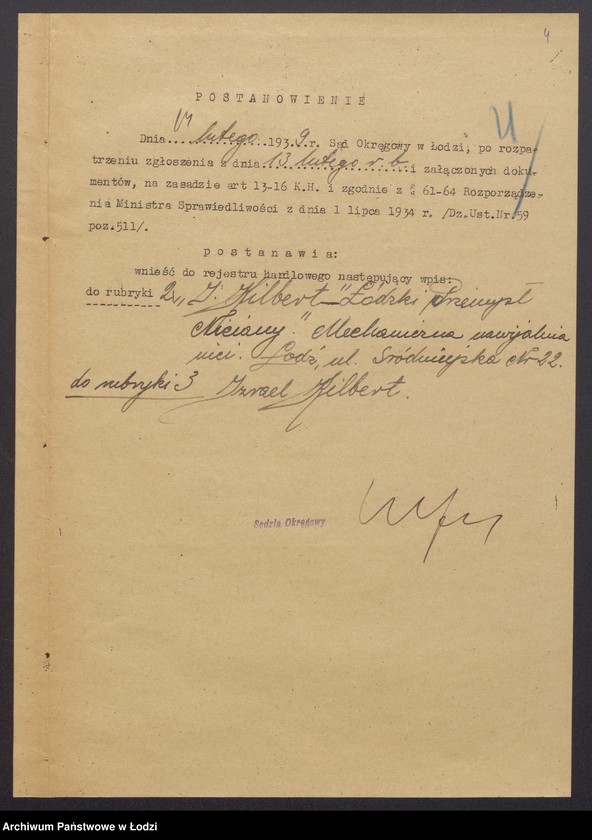 4
POSTANOWIENIE
Dnia lutego 1939 r. Sąd Okręgowy w Łodzi, po rozpa-
trzeniu zgłoszenia z dnia 13 lutego r.b. i załączonych doku-
mentów, na zasadzie art 13-16 K.H. i zgodnie z §§ 61-64 Rozporządze-
nia Ministra Sprawiedliwości z dnia 1 lipca 1934 r. /Dz.Ust.Nr.59
poz.511/.
postanawia:
wnieść do rejestru handlowego następujący wpis:
do rubryki 2: "I. Hilbert - Łódzki Przemysł
Niciany." Mechaniczna nawijalnia
nici. Łódź, ul. Śródmiejska Nr 22.
do rubryki 3 Izrael Hilbert.
Sędzia Okręgowy
Archiwum Państwowe w Łodzi